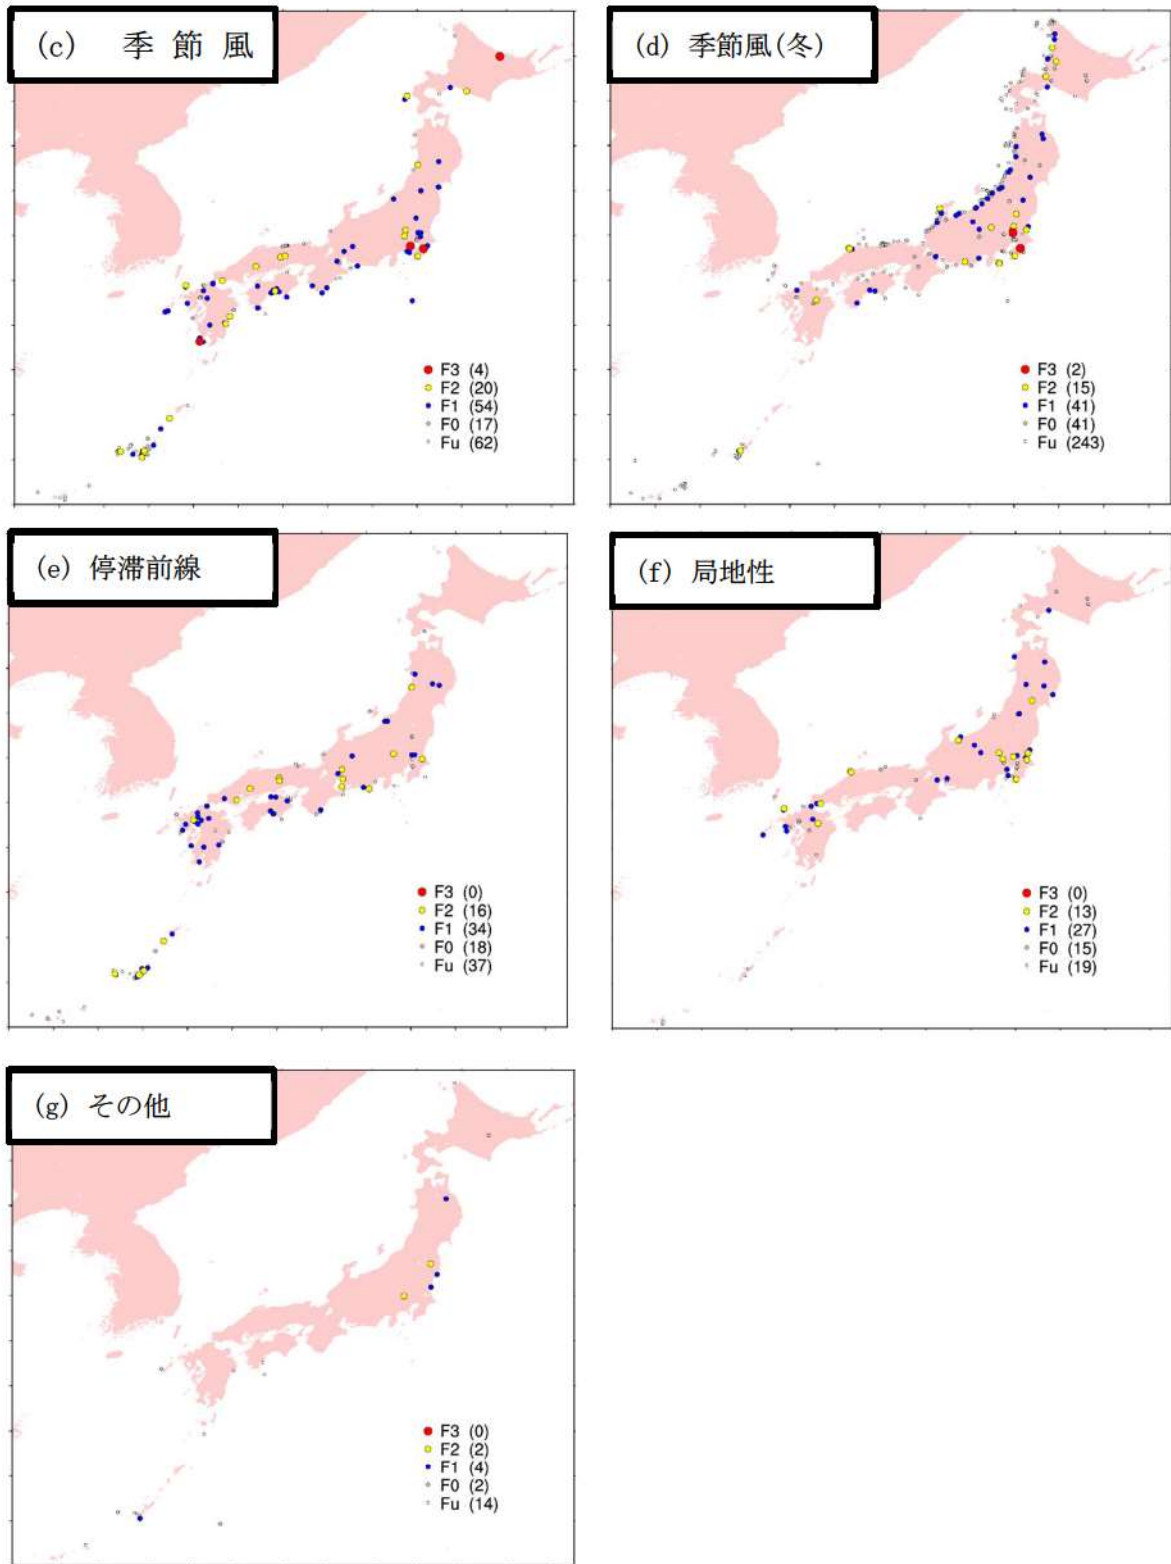 (c) 季 節 風
F3 (4)
F2 (20)
F1 (54)
F0 (17)
Fu (62)
(d) 季節風(冬)
F3 (2)
F2 (15)
F1 (41)
F0 (41)
Fu (243)
(e) 停滞前線
F3 (0)
F2 (16)
F1 (34)
F0 (18)
Fu (37)
(f) 局地性
F3 (0)
F2 (13)
F1 (27)
F0 (15)
Fu (19)
(g) その他
F3 (0)
F2 (2)
F1 (4)
F0 (2)
Fu (14)